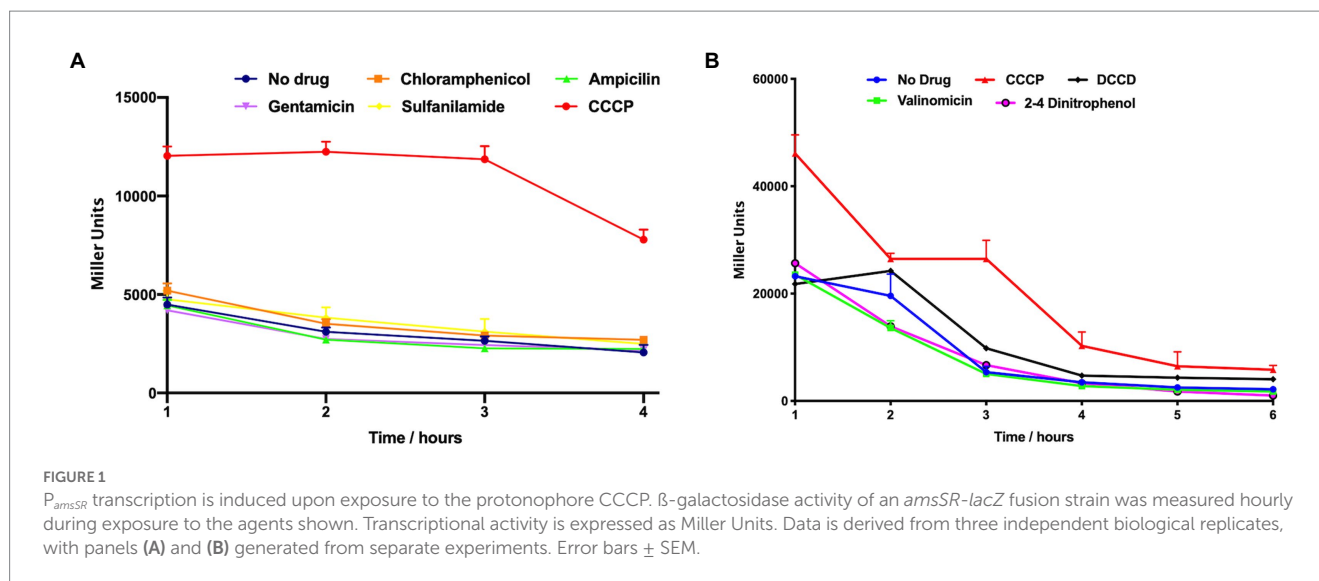 A
No drug Chloramphenicol Ampicilin
Gentamicin Sulfanilamide CCCP
15000
10000
5000
0
Miller Units
1 2 3 4
Time / hours
B
No Drug CCCP DCCD
Valinomicin 2-4 Dinitrophenol
60000
40000
20000
0
Miller Units
1 2 3 4 5 6
Time / hours
FIGURE 1
PamsSR transcription is induced upon exposure to the protonophore CCCP. ß-galactosidase activity of an amsSR-lacZ fusion strain was measured hourly
during exposure to the agents shown. Transcriptional activity is expressed as Miller Units. Data is derived from three independent biological replicates,
with panels (A) and (B) generated from separate experiments. Error bars ± SEM.